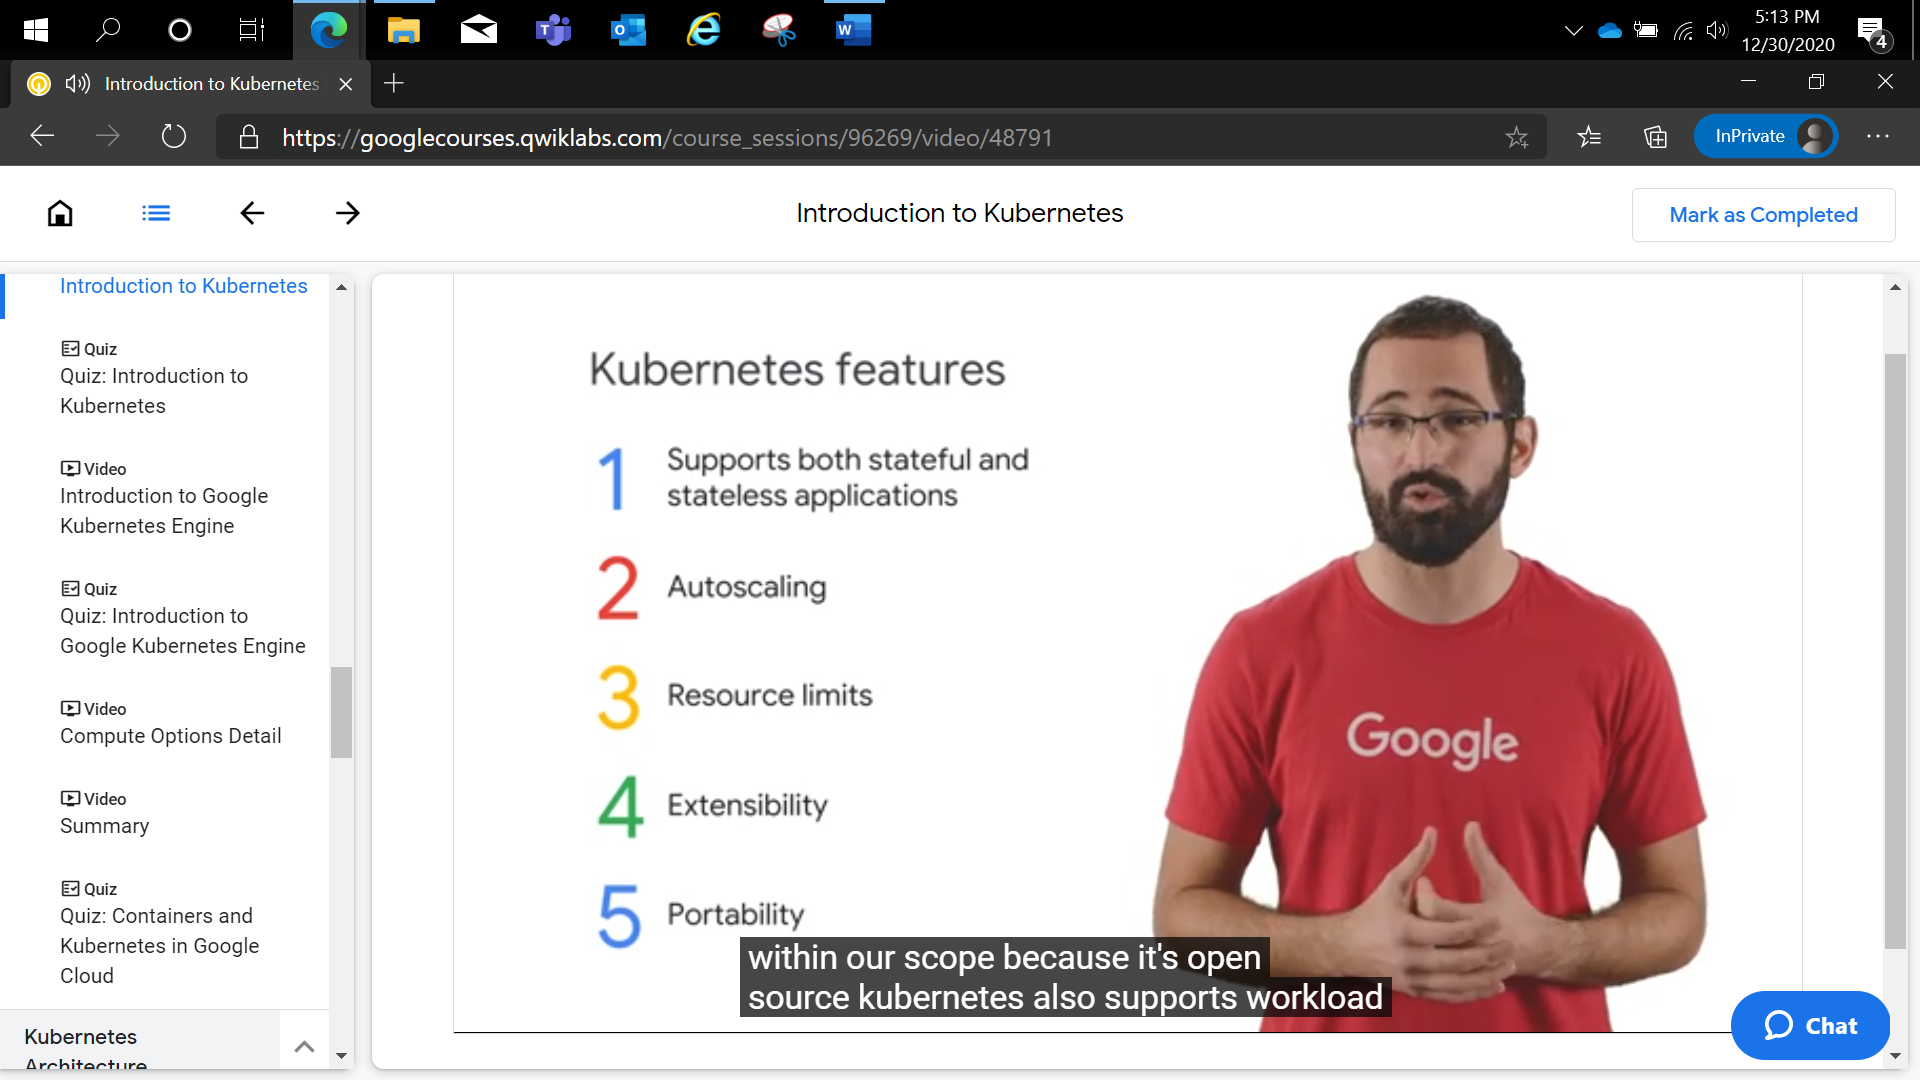 5:13 PM
12/30/2020
4
Introduction to Kubernetes
https://googlecourses.qwiklabs.com/course_sessions/96269/video/48791
InPrivate
Introduction to Kubernetes
Mark as Completed
Introduction to Kubernetes
Quiz
Quiz: Introduction to
Kubernetes
Video
Introduction to Google
Kubernetes Engine
Quiz
Quiz: Introduction to
Google Kubernetes Engine
Video
Compute Options Detail
Video
Summary
Quiz
Quiz: Containers and
Kubernetes in Google
Cloud
Kubernetes
Architecture
Kubernetes features
1 Supports both stateful and
stateless applications
2 Autoscaling
3 Resource limits
4 Extensibility
5 Portability
Google
within our scope because it's open
source kubernetes also supports workload
Chat